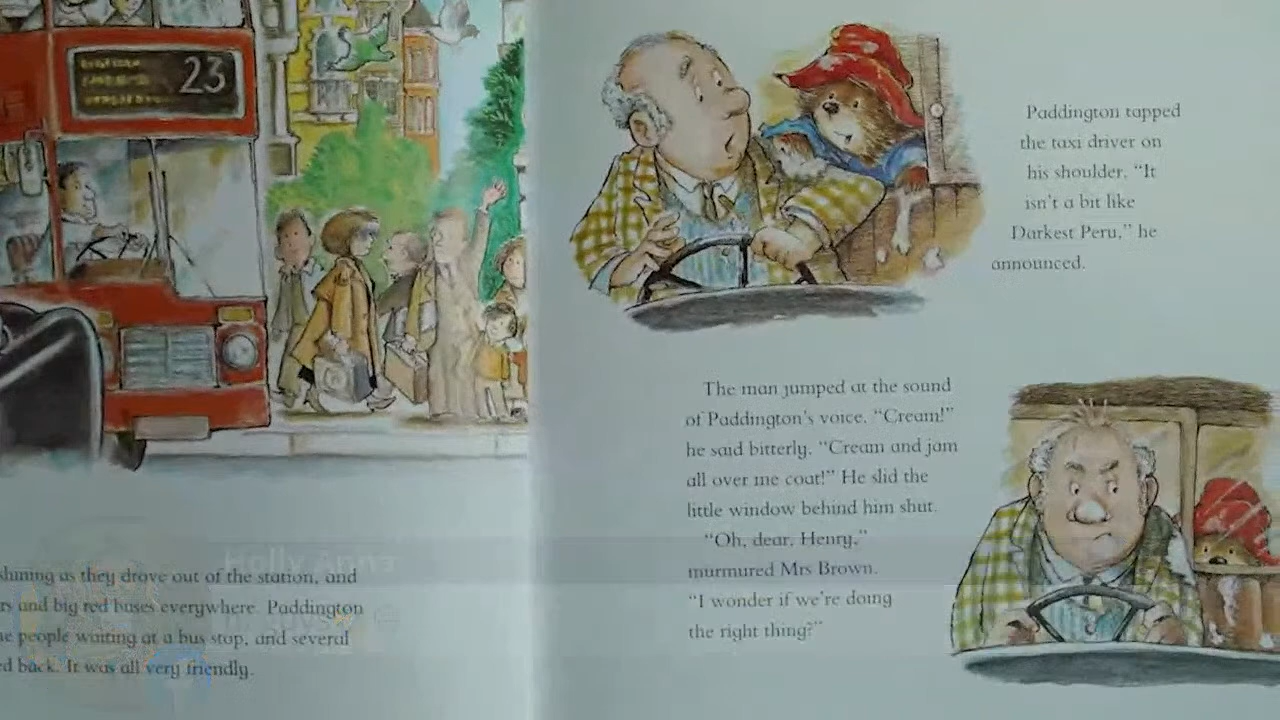 23
shining as they drove out of the station, and
rs and big red buses everywhere. Paddington
people waiting at a bus stop, and several
ed back. It was all very friendly.
Paddington tapped
the taxi driver on
his shoulder. “It
isn’t a bit like
Darkest Peru,” he
announced.
The man jumped at the sound
of Paddington’s voice. “Cream!”
he said bitterly. “Cream and jam
all over me coat!” He slid the
little window behind him shut.
“Oh, dear, Henry,”
murmured Mrs Brown.
“I wonder if we’re doing
the right thing?”
Holly Anne